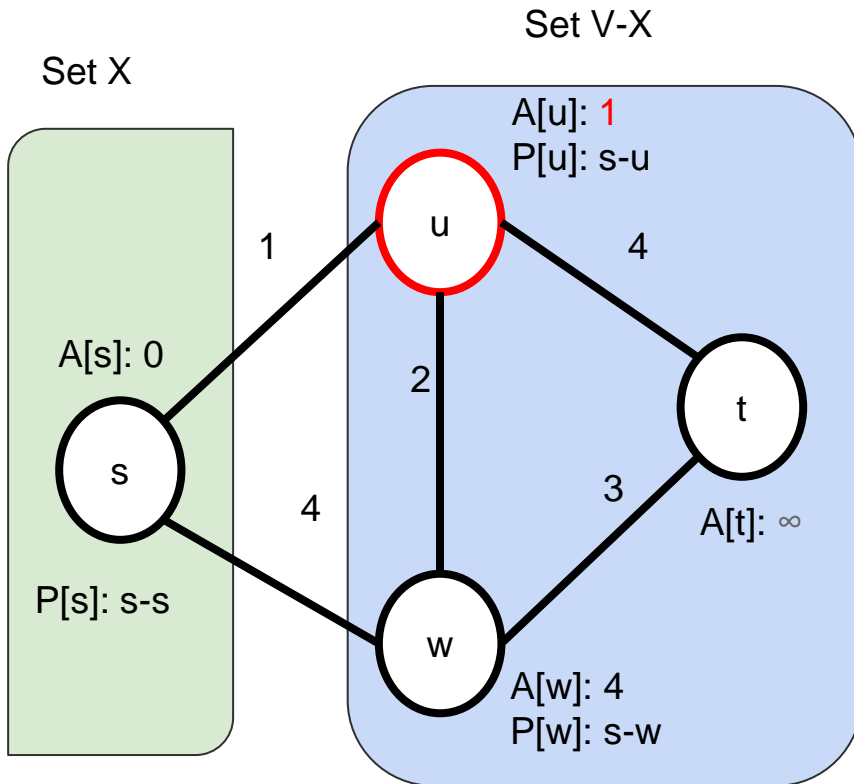 Set V-X
Set X
A[u]: 1
P[u]: s-u
u
1
4
A[s]: 0
2
t
s
4
3
A[t]: ∞
P[s]: s-s
w
A[w]: 4
P[w]: s-w